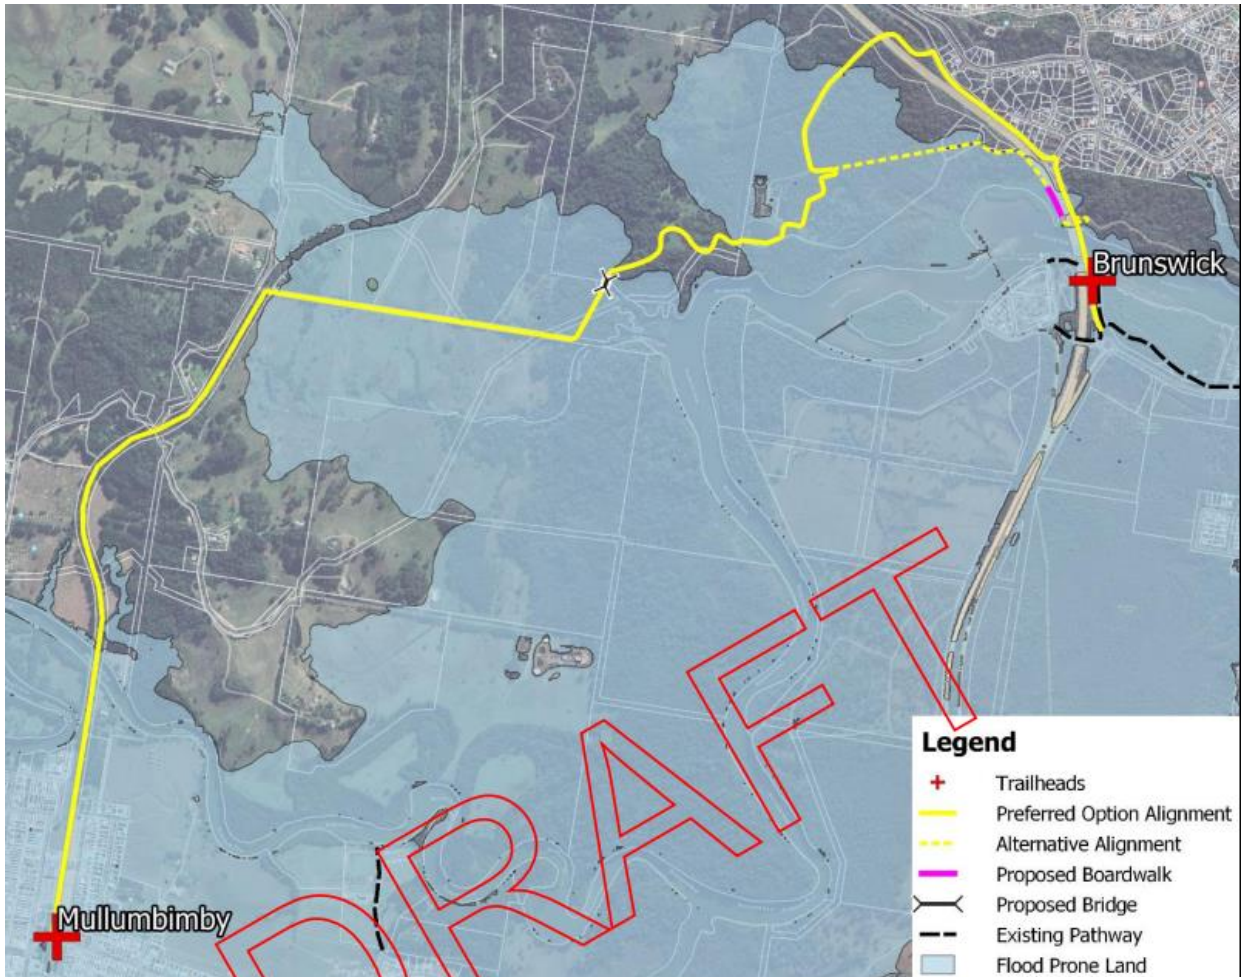 Brunswick
DRAFT
Mullumbimby
Legend
Trailheads
Preferred Option Alignment
Alternative Alignment
Proposed Boardwalk
Proposed Bridge
Existing Pathway
Flood Prone Land